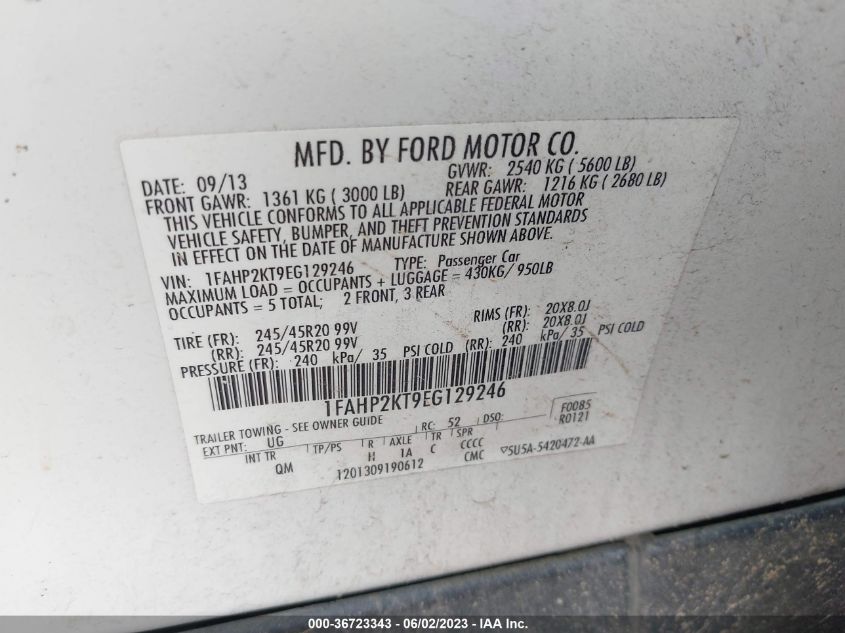 MFD. BY FORD MOTOR CO.
DATE: 09/13 GVWR: 2540 KG ( 5600 LB)
FRONT GAWR: 1361 KG ( 3000 LB) REAR GAWR: 1216 KG ( 2680 LB)
THIS VEHICLE CONFORMS TO ALL APPLICABLE FEDERAL MOTOR
VEHICLE SAFETY, BUMPER, AND THEFT PREVENTION STANDARDS
IN EFFECT ON THE DATE OF MANUFACTURE SHOWN ABOVE.
VIN: 1FAHP2KT9EG129246 TYPE: Passenger Car
MAXIMUM LOAD = OCCUPANTS + LUGGAGE = 430KG/ 950LB
OCCUPANTS = 5 TOTAL; 2 FRONT, 3 REAR
TIRE (FR): 245/45R20 99V RIMS (FR): 20X8.0J
(RR): 245/45R20 99V (RR): 20X8.0J
PRESSURE (FR): 240 kPa/ 35 PSI COLD (RR): 240 kPa/ 35 PSI COLD
1FAHP2KT9EG129246
TRAILER TOWING - SEE OWNER GUIDE
F0085
R0121
EXT PNT: UG RC: 52 DSO:
INT TR TP/PS R AXLE TR SPR
QM H 1A C CCCC
1201309190612 CMC
▽5U5A-5420472-AA
000-36723343 - 06/02/2023 - IAA Inc.